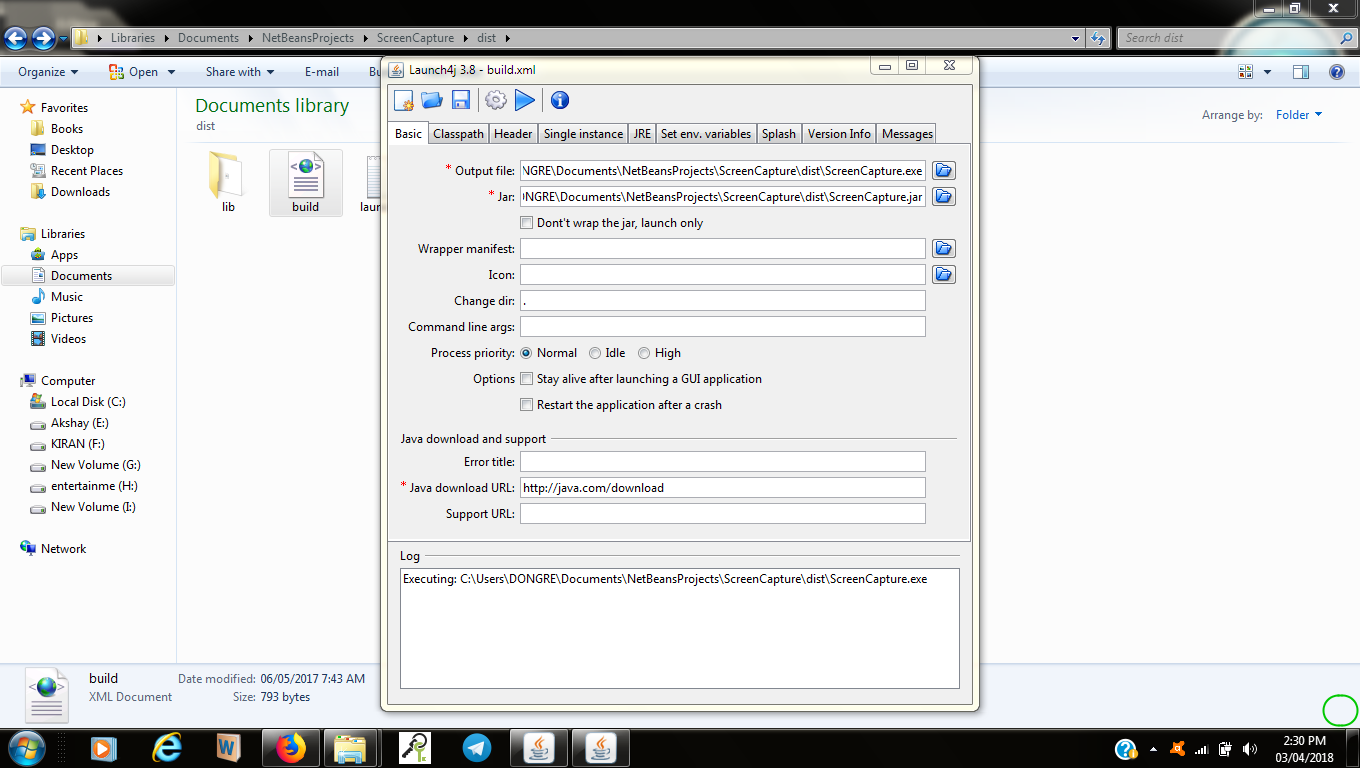 Libraries Documents NetBeansProjects ScreenCapture dist
Search dist
Organize Open Share with E-mail
Launch4j 3.8 - build.xml
Favorites
Books
Desktop
Recent Places
Downloads
Libraries
Apps
Documents
Music
Pictures
Videos
Computer
Local Disk (C:)
Akshay (E:)
KIRAN (F:)
New Volume (G:)
entertainme (H:)
New Volume (I:)
Network
Documents library
dist
Arrange by: Folder
lib
build
Basic Classpath Header Single instance JRE Set env. variables Splash Version Info Messages
* Output file: NGRE\Documents\NetBeansProjects\ScreenCapture\dist\ScreenCapture.exe
* Jar: NGRE\Documents\NetBeansProjects\ScreenCapture\dist\ScreenCapture.jar
Dont't wrap the jar, launch only
Wrapper manifest:
Icon:
Change dir: .
Command line args:
Process priority: Normal Idle High
Options Stay alive after launching a GUI application
Restart the application after a crash
Java download and support
Error title:
* Java download URL: http://java.com/download
Support URL:
Log
Executing: C:\Users\DONGRE\Documents\NetBeansProjects\ScreenCapture\dist\ScreenCapture.exe
build Date modified: 06/05/2017 7:43 AM
XML Document Size: 793 bytes
2:30 PM
03/04/2018